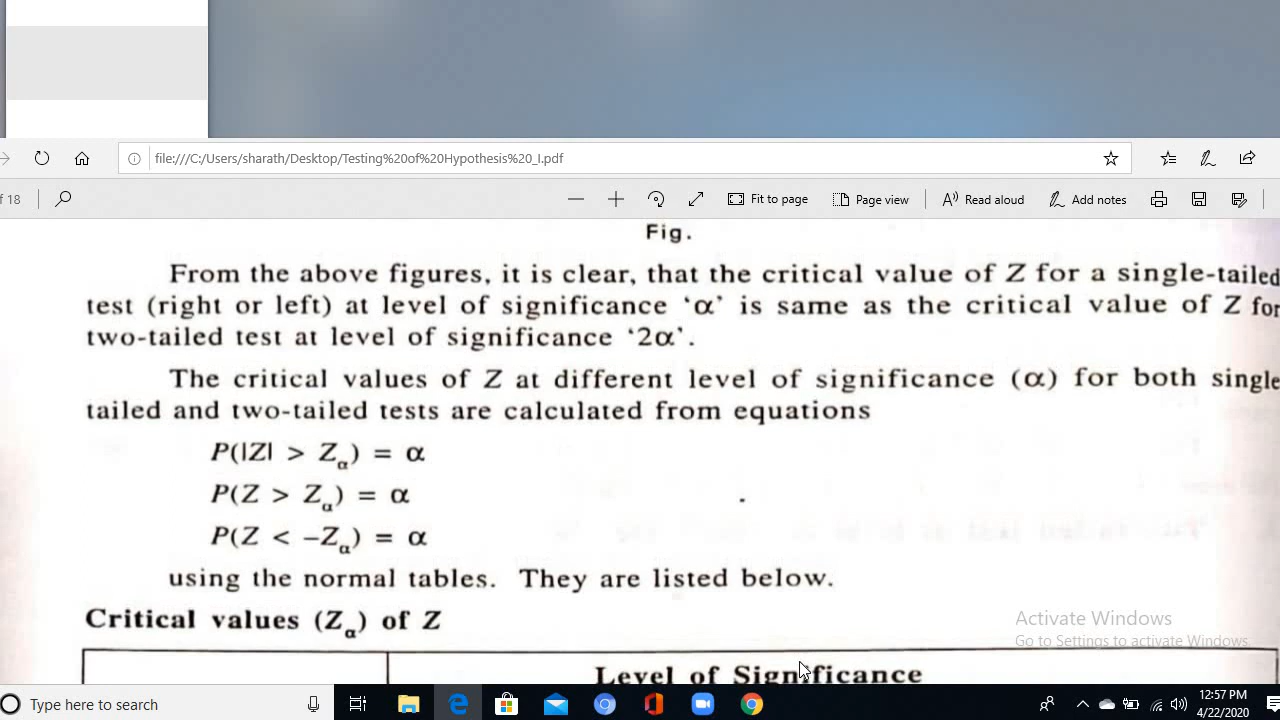 file:///C:/Users/sharath/Desktop/Testing%20of%20Hypothesis%20_I.pdf
f 18
Fit to page
Page view
Read aloud
Add notes
Fig.
From the above figures, it is clear, that the critical value of Z for a single-tailed
test (right or left) at level of significance ‘α’ is same as the critical value of Z for
two-tailed test at level of significance ‘2α’.
The critical values of Z at different level of significance (α) for both single
tailed and two-tailed tests are calculated from equations
P(|Z| > Zα) = α
P(Z > Zα) = α
P(Z < –Zα) = α
using the normal tables. They are listed below.
Critical values (Zα) of Z
Level of Significance
Activate Windows
Go to Settings to activate Windows.
Type here to search
12:57 PM
4/22/2020